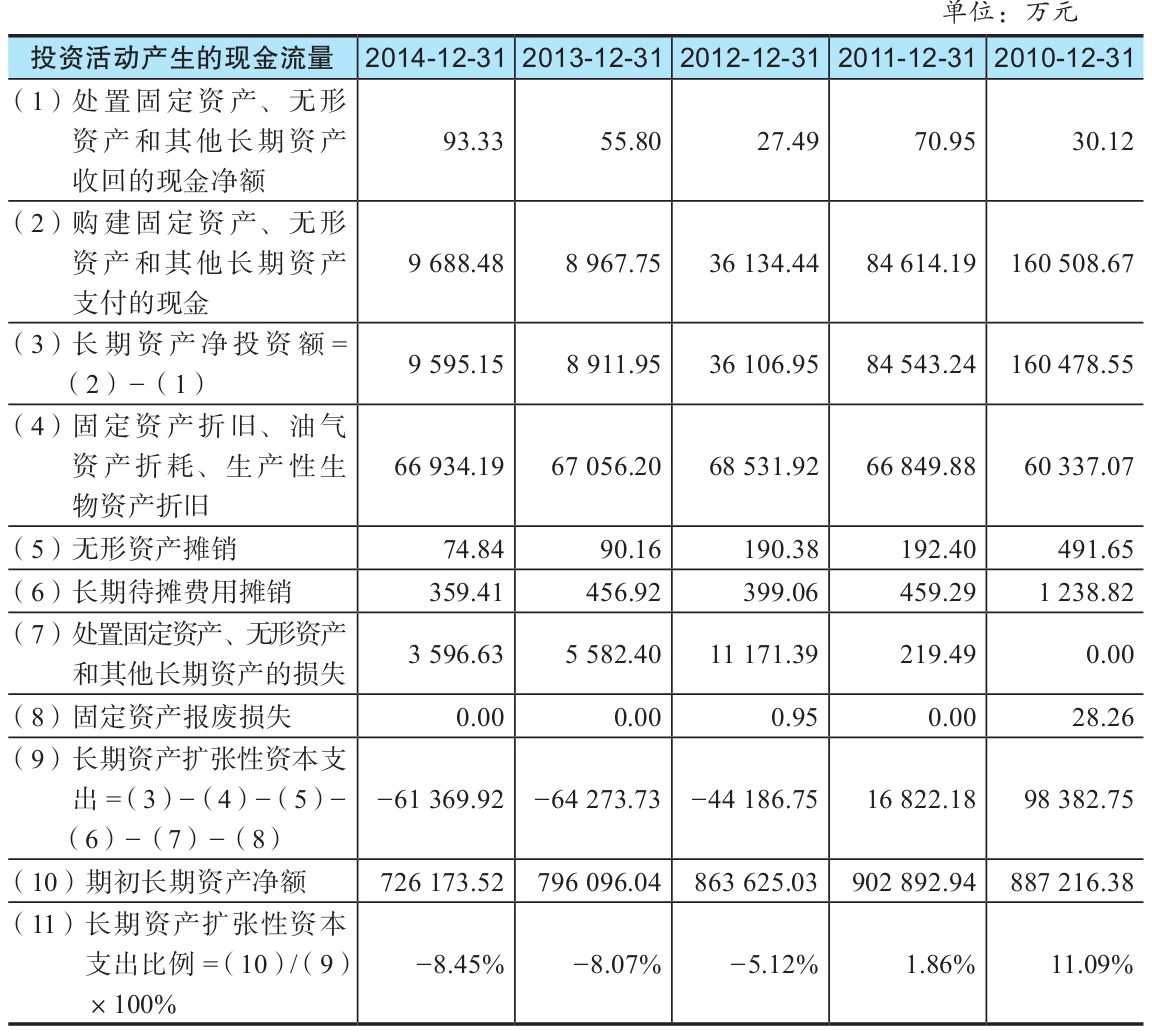 单位：万元
投资活动产生的现金流量 2014-12-31 2013-12-31 2012-12-31 2011-12-31 2010-12-31
（1）处置固定资产、无形
资产和其他长期资产 93.33 55.80 27.49 70.95 30.12
收回的现金净额
（2）购建固定资产、无形
资产和其他长期资产 9 688.48 8 967.75 36 134.44 84 614.19 160 508.67
支付的现金
（3）长期资产净投资额=
（2）−（1） 9 595.15 8 911.95 36 106.95 84 543.24 160 478.55
（4）固定资产折旧、油气
资产折耗、生产性生 66 934.19 67 056.20 68 531.92 66 849.88 60 337.07
物资产折旧
（5）无形资产摊销 74.84 90.16 190.38 192.40 491.65
（6）长期待摊费用摊销 359.41 456.92 399.06 459.29 1 238.82
（7）处置固定资产、无形资产
和其他长期资产的损失 3 596.63 5 582.40 11 171.39 219.49 0.00
（8）固定资产报废损失 0.00 0.00 0.95 0.00 28.26
（9）长期资产扩张性资本支
出=（3）−（4）−（5）− −61 369.92 −64 273.73 −44 186.75 16 822.18 98 382.75
（6）−（7）−（8）
（10）期初长期资产净额 726 173.52 796 096.04 863 625.03 902 892.94 887 216.38
（11）长期资产扩张性资本
支出比例=（10）/（9） −8.45% −8.07% −5.12% 1.86% 11.09%
×100%